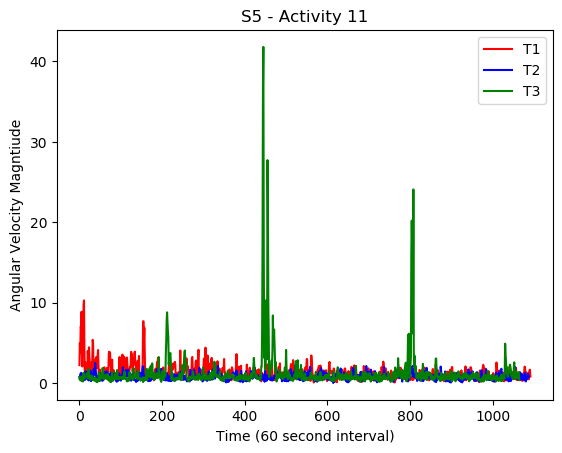 S5 - Activity 11
T1
T2
T3
40
30
20
10
0
Angular Velocity Magntiude
0
200
400
600
800
1000
Time (60 second interval)